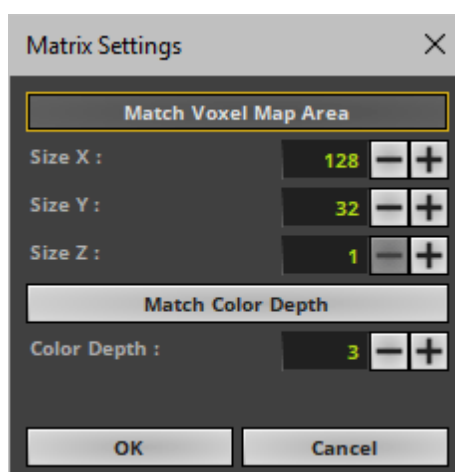 Matrix Settings
Match Voxel Map Area
Size X : 128
Size Y : 32
Size Z : 1
Match Color Depth
Color Depth : 3
OK Cancel